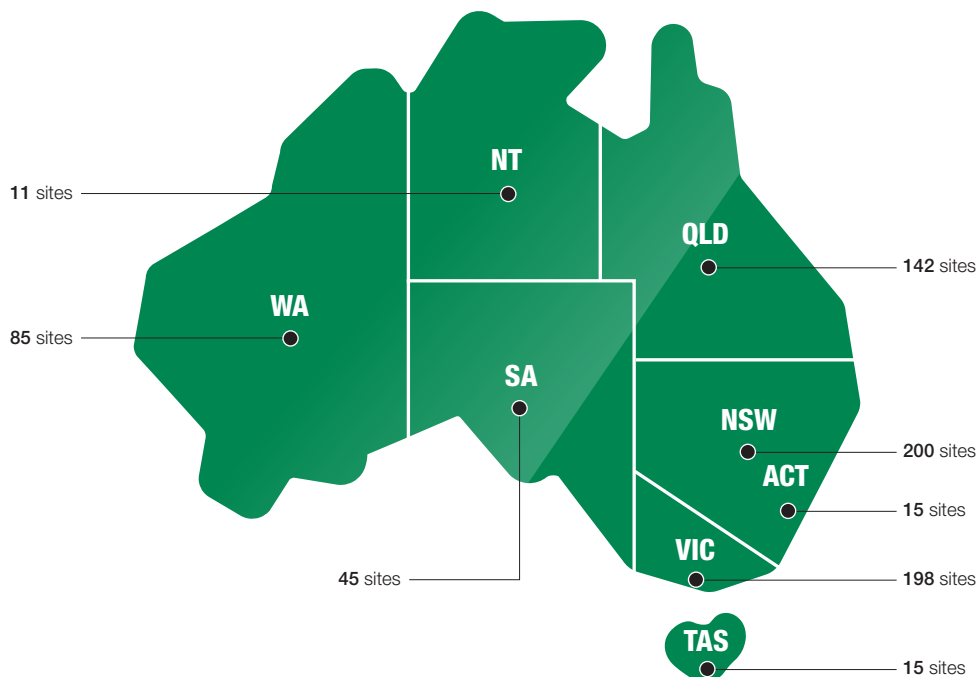 NT
11 sites
QLD
142 sites
WA
85 sites
SA
NSW
200 sites
ACT
15 sites
VIC
45 sites
198 sites
TAS
15 sites